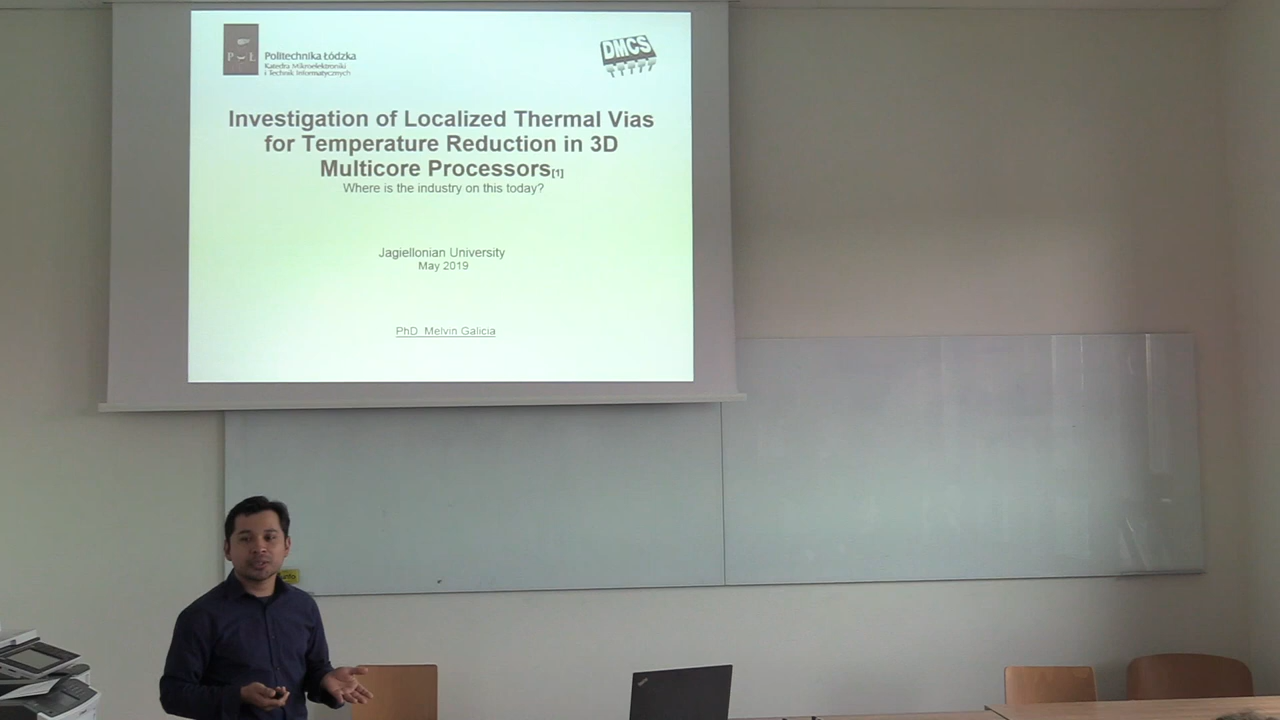 P Ł
Politechnika Łódzka
Katedra Mikroelektroniki
i Technik Informatycznych
DMCS
Investigation of Localized Thermal Vias
for Temperature Reduction in 3D
Multicore Processors[1]
Where is the industry on this today?
Jagiellonian University
May 2019
PhD Melvin Galicia